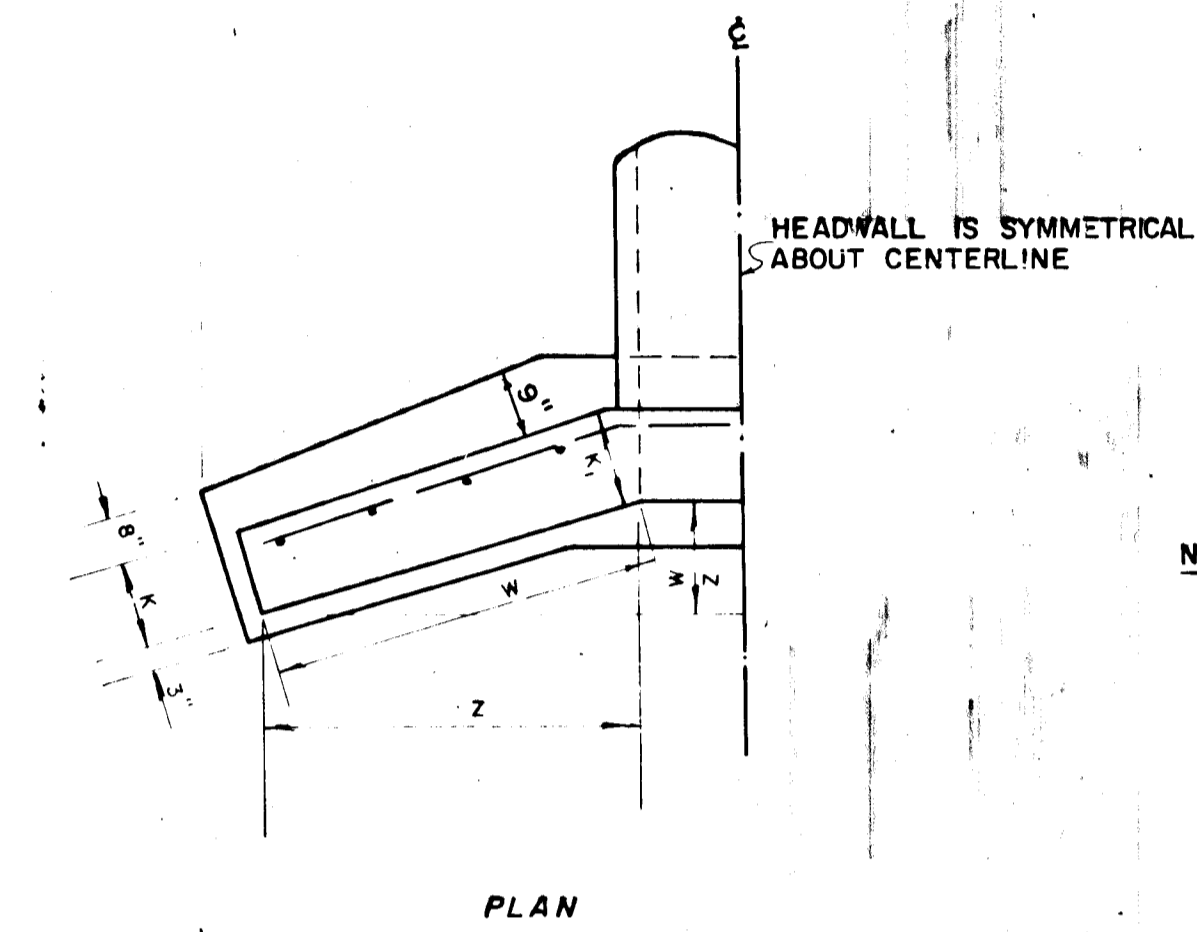 ℄
HEADWALL IS SYMMETRICAL
ABOUT CENTERLINE
9"
K₁
N
8"
K
W
Z
3"
Z
PLAN